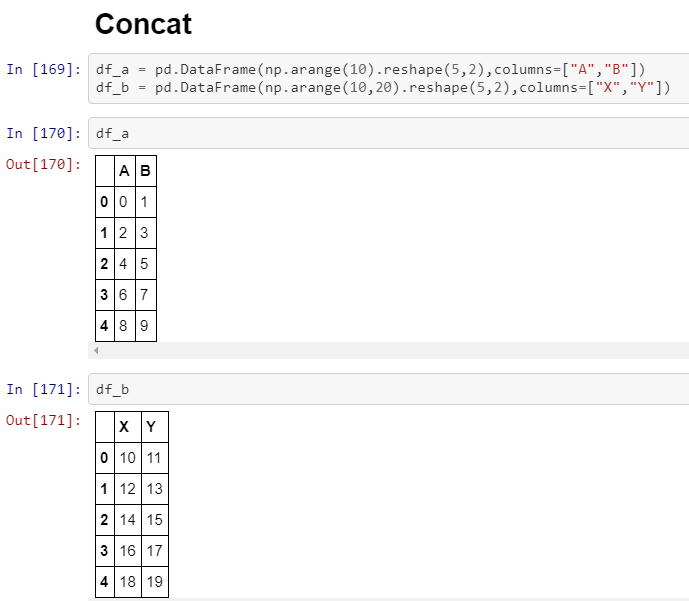 Concat
In [169]: df_a = pd.DataFrame(np.arange(10).reshape(5,2),columns=["A","B"])
df_b = pd.DataFrame(np.arange(10,20).reshape(5,2),columns=["X","Y"])
In [170]: df_a
Out[170]:
A B
0 0 1
1 2 3
2 4 5
3 6 7
4 8 9
In [171]: df_b
Out[171]:
X Y
0 10 11
1 12 13
2 14 15
3 16 17
4 18 19